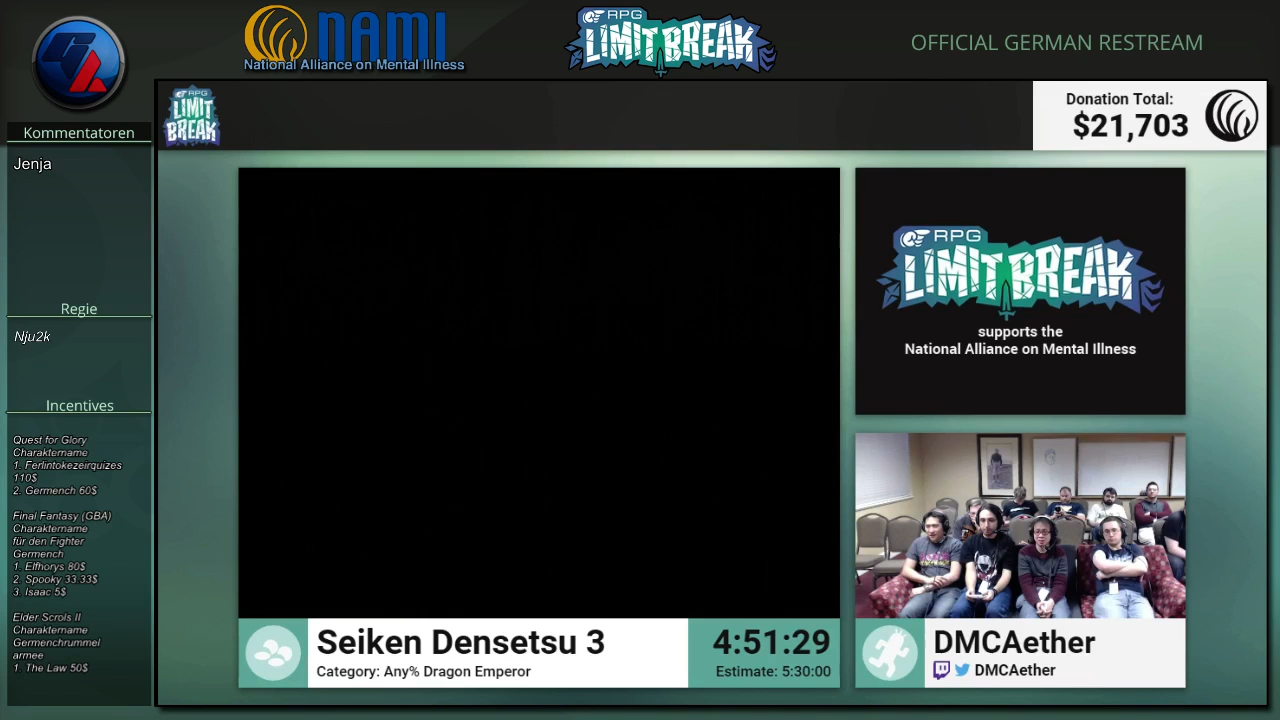 NAMI
National Alliance on Mental Illness
RPG
LIMIT BREAK
OFFICIAL GERMAN RESTREAM
Kommentatoren
Jenja
Regie
Nju2k
Incentives
Quest for Glory
Charaktername
1. Ferlintokezeirquizes
110$
2. Germench 60$
Final Fantasy (GBA)
Charaktername
für den Fighter
Germench
1. Elfhorys 80$
2. Spooky 33.33$
3. Isaac 5$
Elder Scrols II
Charaktername
Germenchrummel
armee
1. The Law 50$
RPG
LIMIT
BREAK
Donation Total:
$21,703
RPG
LIMIT BREAK
supports the
National Alliance on Mental Illness
Seiken Densetsu 3
Category: Any% Dragon Emperor
4:51:29
Estimate: 5:30:00
DMCAether
DMCAether